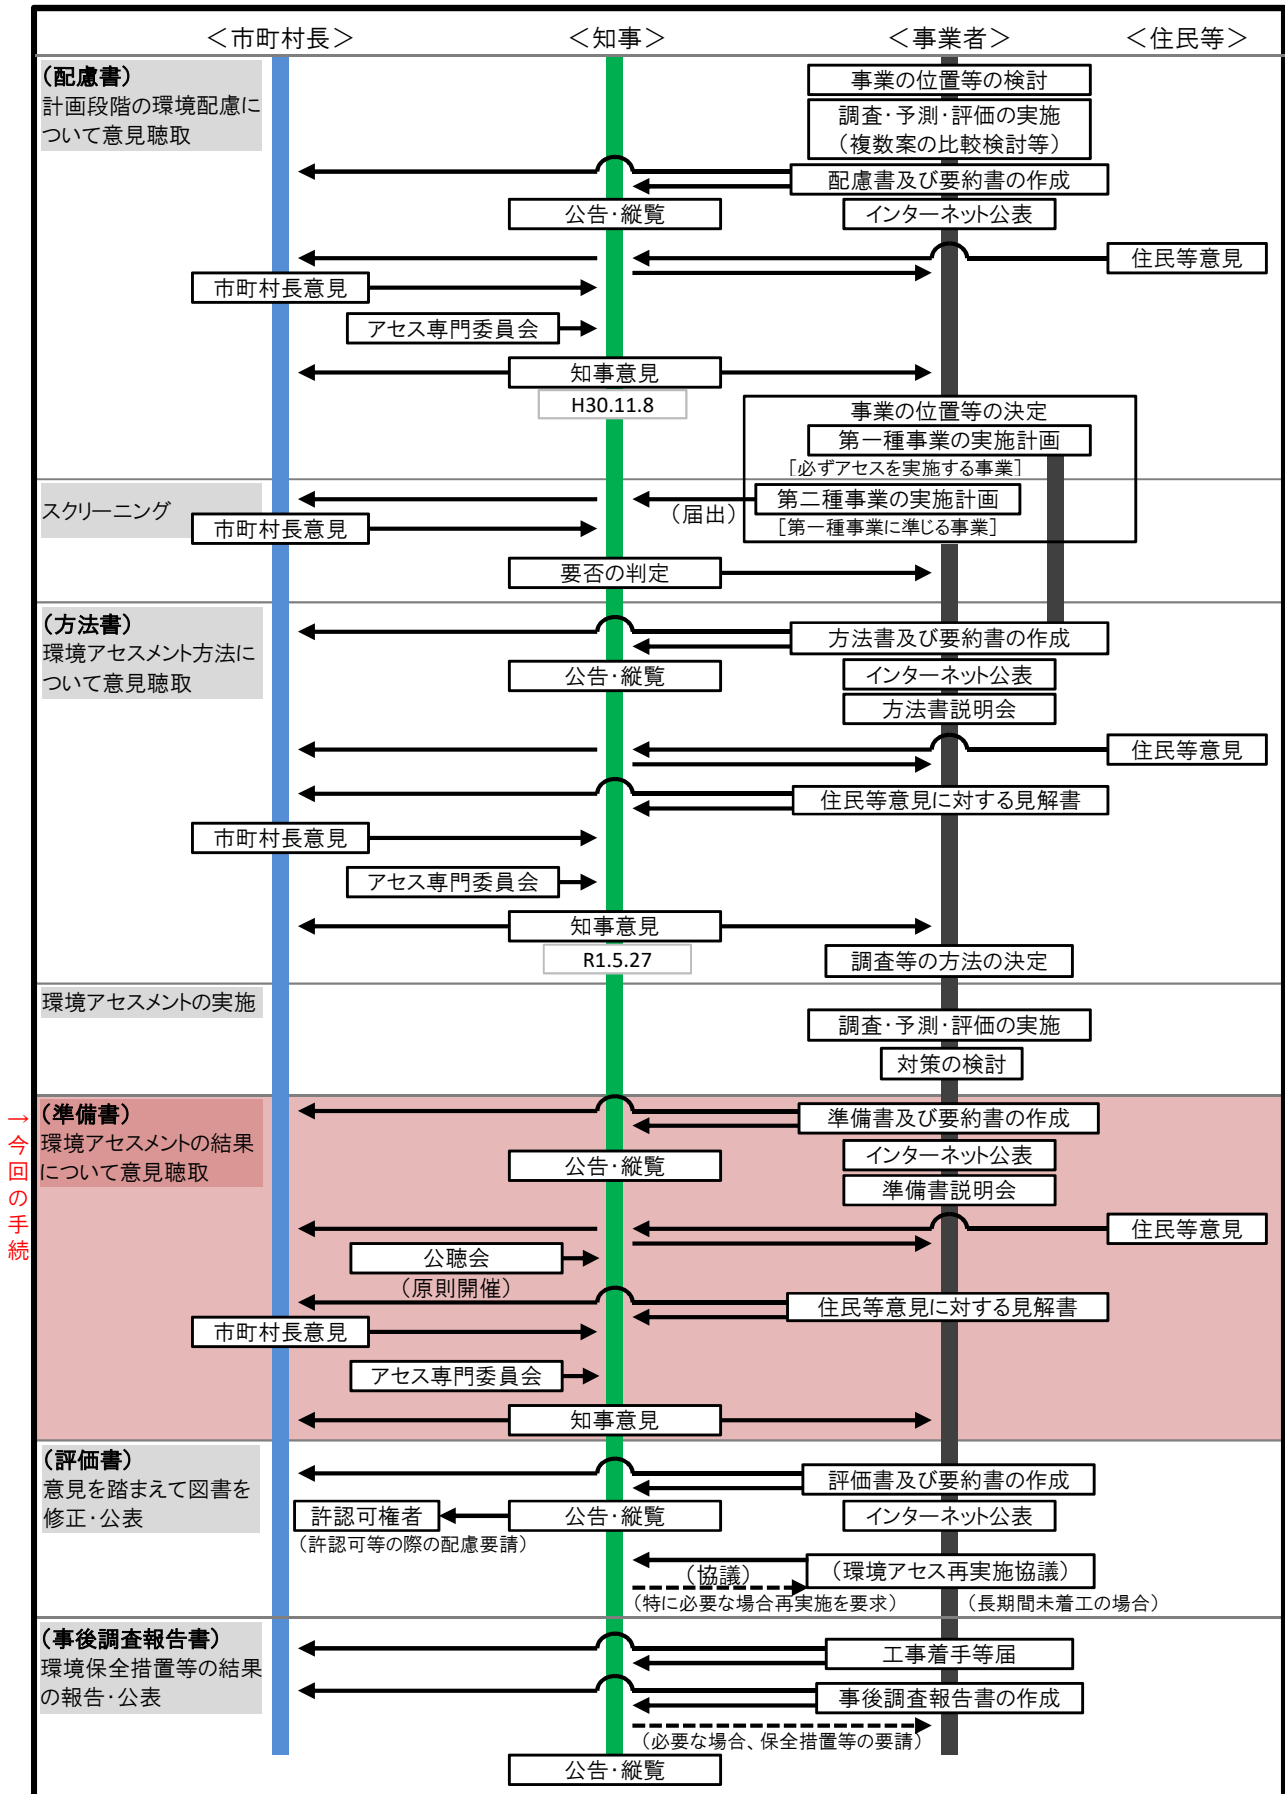 ＜市町村長＞
＜知事＞
＜事業者＞
＜住民等＞
（配慮書）
計画段階の環境配慮に
ついて意見聴取
事業の位置等の検討
調査・予測・評価の実施
（複数案の比較検討等）
配慮書及び要約書の作成
公告・縦覧
インターネット公表
住民等意見
市町村長意見
アセス専門委員会
知事意見
H30.11.8
事業の位置等の決定
第一種事業の実施計画
［必ずアセスを実施する事業］
スクリーニング
第二種事業の実施計画
（届出）
［第一種事業に準じる事業］
市町村長意見
要否の判定
（方法書）
環境アセスメント方法に
ついて意見聴取
方法書及び要約書の作成
公告・縦覧
インターネット公表
方法書説明会
住民等意見
住民等意見に対する見解書
市町村長意見
アセス専門委員会
知事意見
R1.5.27
調査等の方法の決定
環境アセスメントの実施
調査・予測・評価の実施
対策の検討
→今回の手続
（準備書）
環境アセスメントの結果
について意見聴取
準備書及び要約書の作成
公告・縦覧
インターネット公表
準備書説明会
住民等意見
公聴会
（原則開催）
住民等意見に対する見解書
市町村長意見
アセス専門委員会
知事意見
（評価書）
意見を踏まえて図書を
修正・公表
評価書及び要約書の作成
許認可権者
公告・縦覧
インターネット公表
（許認可等の際の配慮要請）
（協議）
（環境アセス再実施協議）
（特に必要な場合再実施を要求）
（長期間未着工の場合）
（事後調査報告書）
環境保全措置等の結果
の報告・公表
工事着手等届
事後調査報告書の作成
（必要な場合、保全措置等の要請）
公告・縦覧